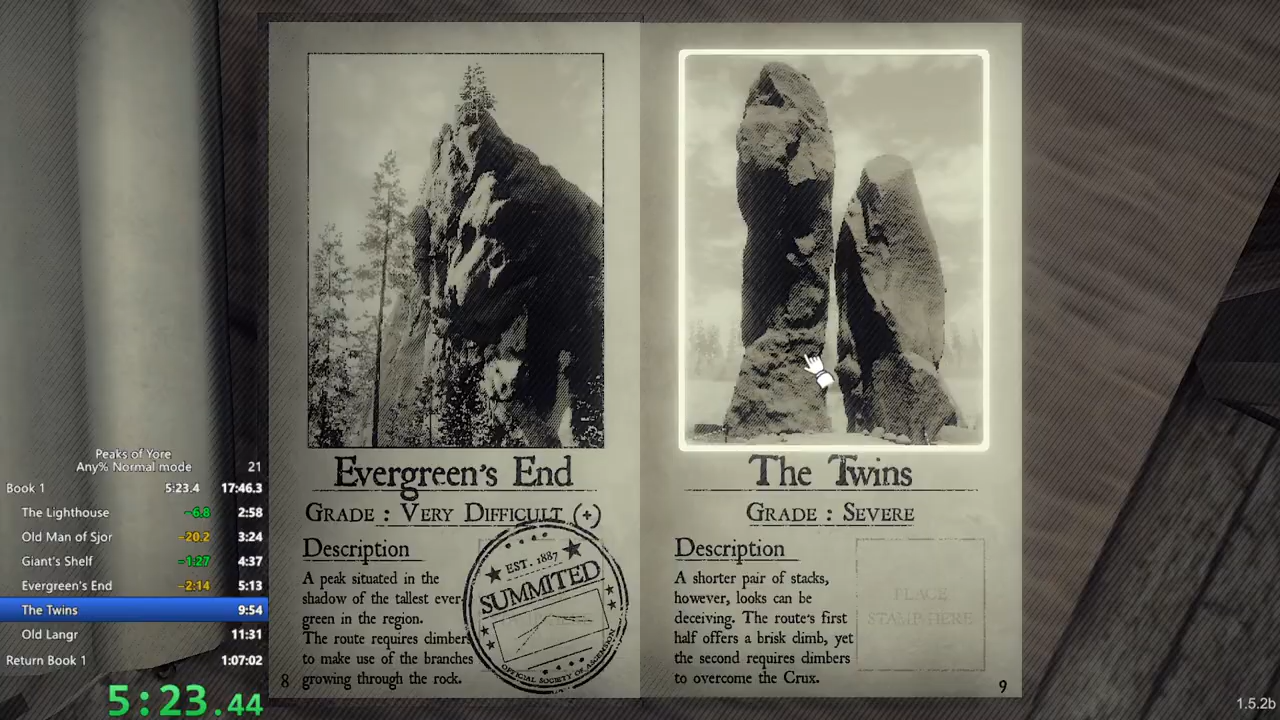 Peaks of Yore
Any% Normal mode 21
Book 1 5:23.4 17:46.3
The Lighthouse -6.8 2:58
Old Man of Sjor -20.2 3:24
Giant's Shelf -1:27 4:37
Evergreen's End -2:14 5:13
The Twins 9:54
Old Langr 11:31
Return Book 1 1:07:02
5:23.44
Evergreen's End
Grade : Very Difficult (+)
Description
A peak situated in the
shadow of the tallest ever-
green in the region.
The route requires climbers
to make use of the branches
growing through the rock.
EST. 1887
SUMMITED
OFFICIAL SOCIETY OF ASCENSION
8
The Twins
Grade : Severe
Description
A shorter pair of stacks,
however, looks can be
deceiving. The route's first
half offers a brisk climb, yet
the second requires climbers
to overcome the Crux.
PLACE
STAMP HERE
9
1.5.2b